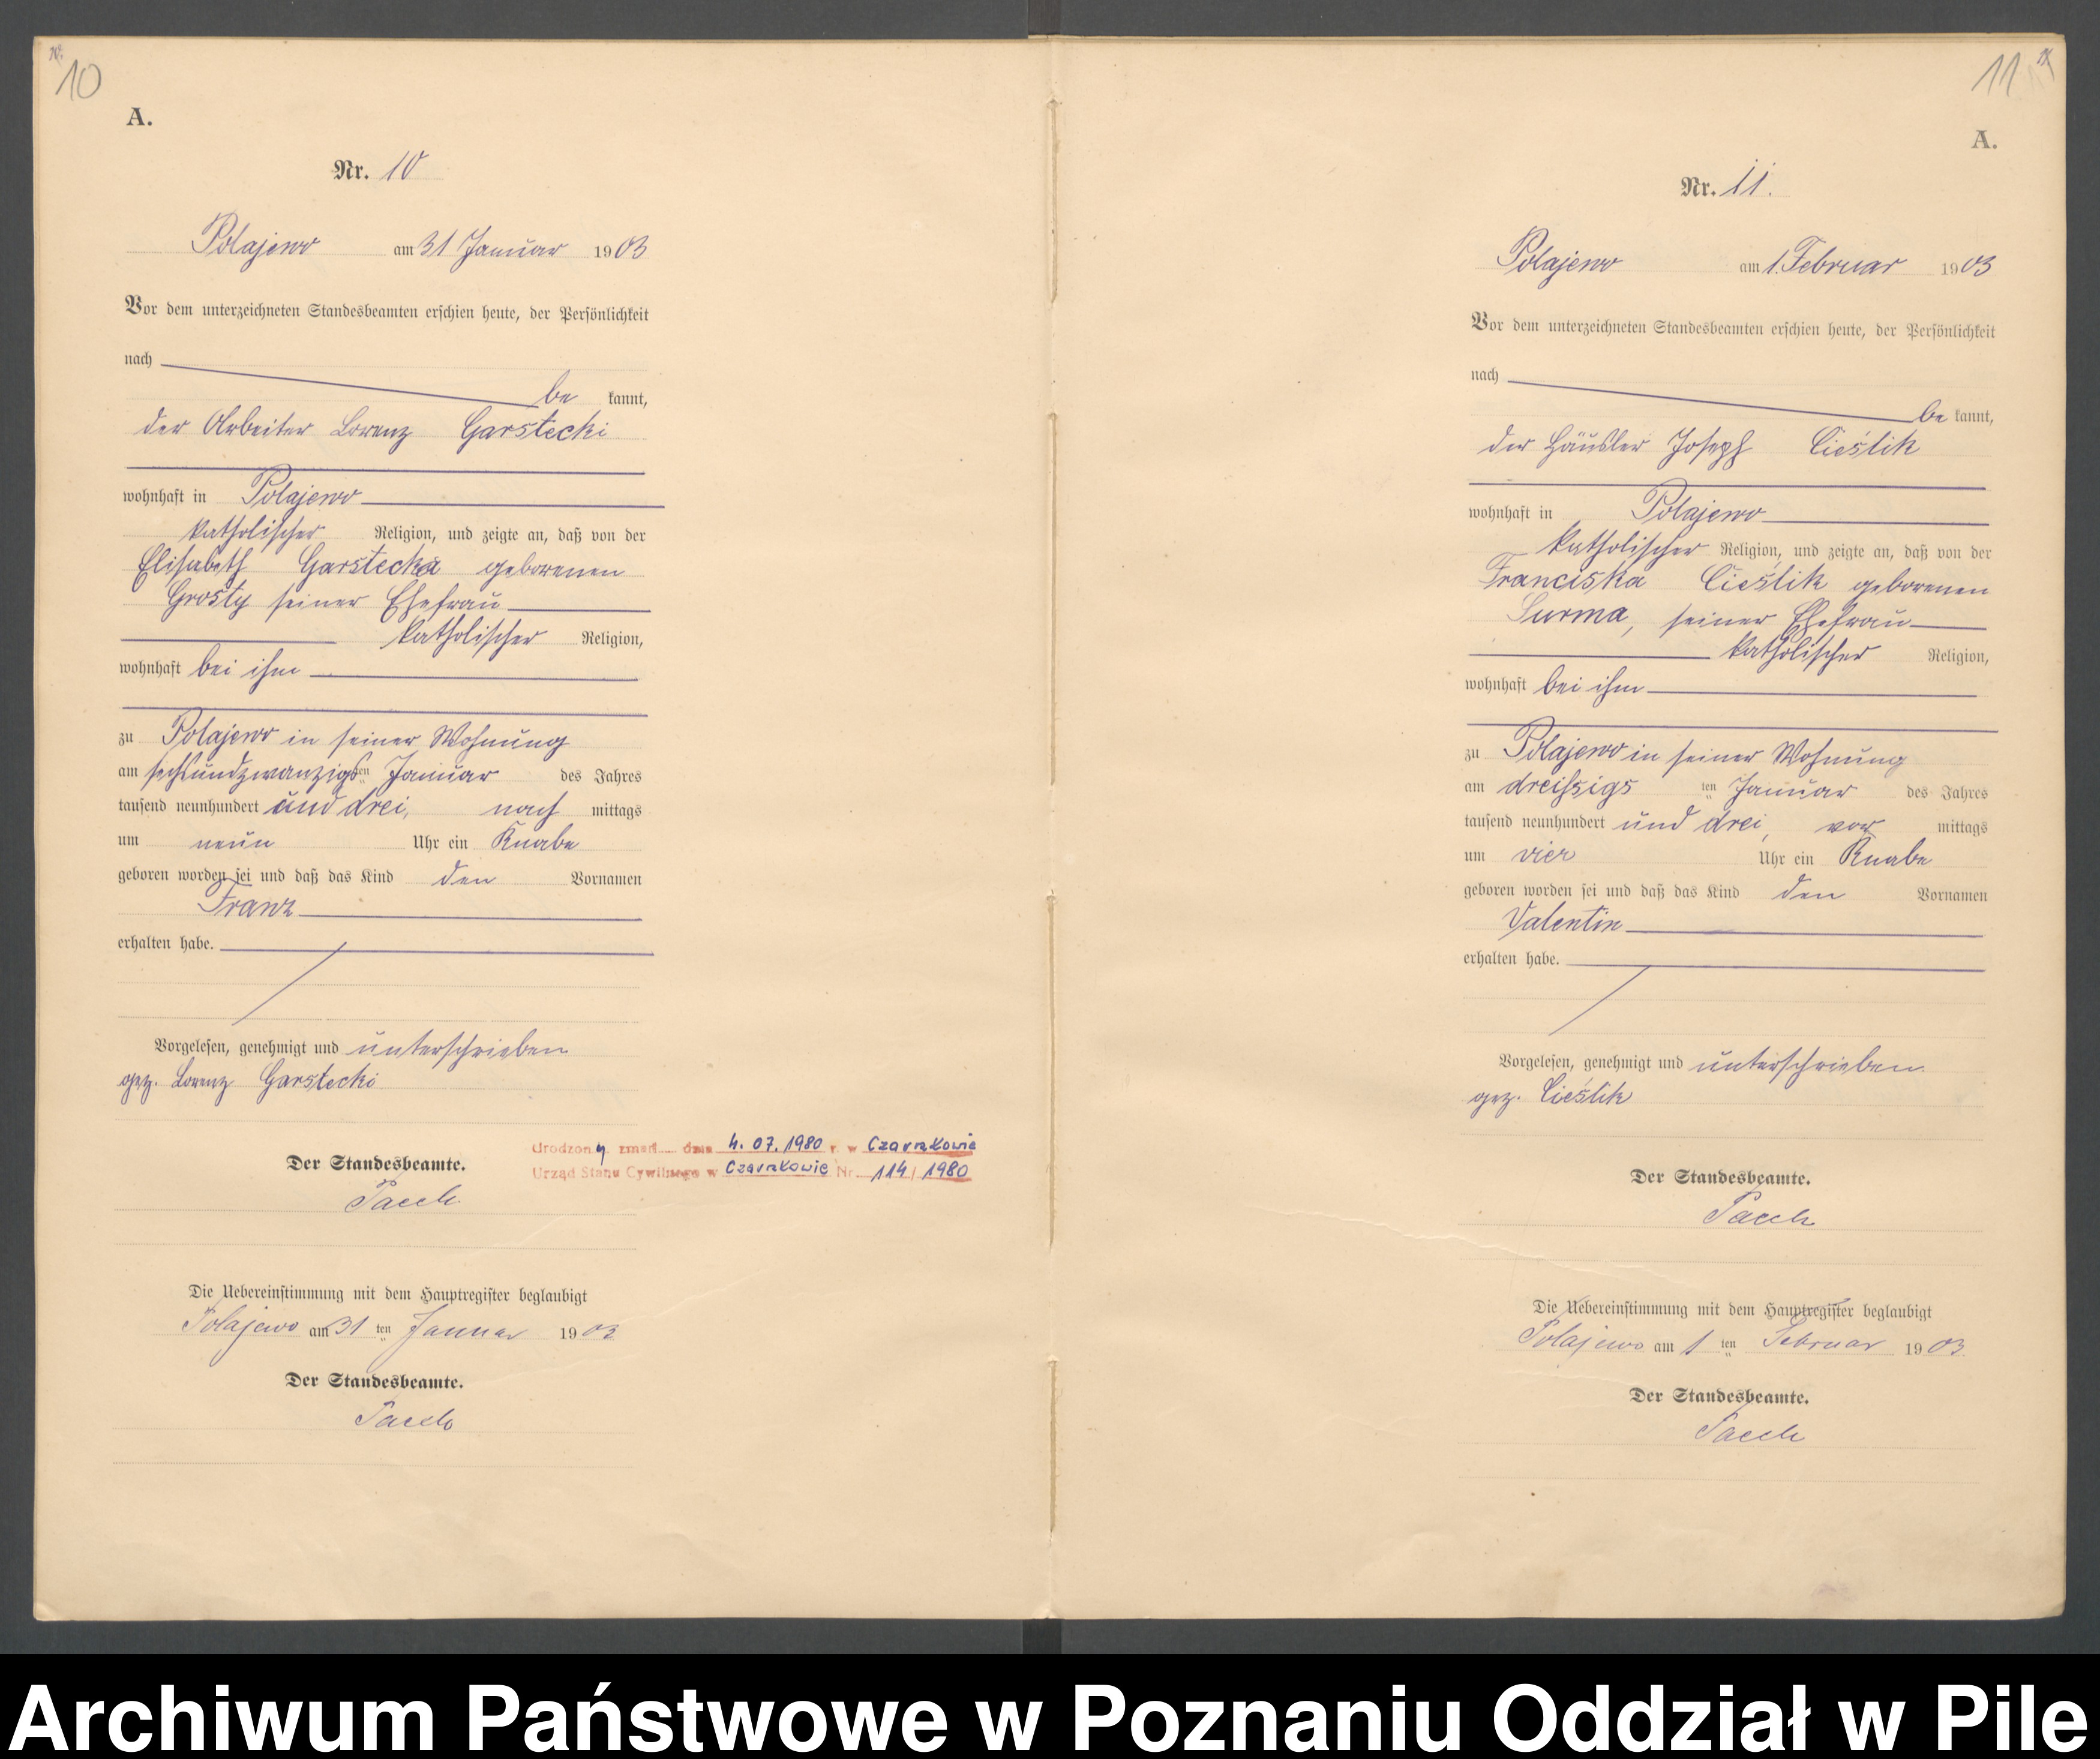 10
A.
Nr. 10
Polajewo am 31 Januar 1903
Vor dem unterzeichneten Standesbeamten erschien heute, der Persönlichkeit
nach
be kannt,
der Arbeiter Lorenz Garstecki
wohnhaft in Polajewo
katholischer Religion, und zeigte an, daß von der
Elisabeth Garstecka geborenen
Grosty seiner Ehefrau
katholischer Religion,
wohnhaft bei ihm
zu Polajewo in seiner Wohnung
am sechsundzwanzigsten Januar des Jahres
tausend neunhundert und drei, nach mittags
um neun Uhr ein Knabe
geboren worden sei und daß das Kind den Vornamen
Franz
erhalten habe.
Vorgelesen, genehmigt und unterschrieben
gez. Lorenz Garstecki
Der Standesbeamte.
Urodzony zmarł dnia 4. 07. 1980 r. w Czarnkowie
Urząd Stanu Cywilnego w Czarnkowie Nr 114/1980
Die Uebereinstimmung mit dem Hauptregister beglaubigt
Polajewo am 31 ten Januar 1903
Der Standesbeamte.
11
A.
Nr. 11.
Polajewo am 1. Februar 1903
Vor dem unterzeichneten Standesbeamten erschien heute, der Persönlichkeit
nach
be kannt,
der Häusler Joseph Cieślik
wohnhaft in Polajewo
katholischer Religion, und zeigte an, daß von der
Franciska Cieślik geborenen
Surma, seiner Ehefrau
katholischer Religion,
wohnhaft bei ihm
zu Polajewo in seiner Wohnung
am dreißigsten Januar des Jahres
tausend neunhundert und drei, vor mittags
um vier Uhr ein Knabe
geboren worden sei und daß das Kind den Vornamen
Valentin
erhalten habe.
Vorgelesen, genehmigt und unterschrieben
gez. Cieślik
Der Standesbeamte.
Die Uebereinstimmung mit dem Hauptregister beglaubigt
Polajewo am 1 ten Februar 1903
Der Standesbeamte.
Archiwum Państwowe w Poznaniu Oddział w Pile